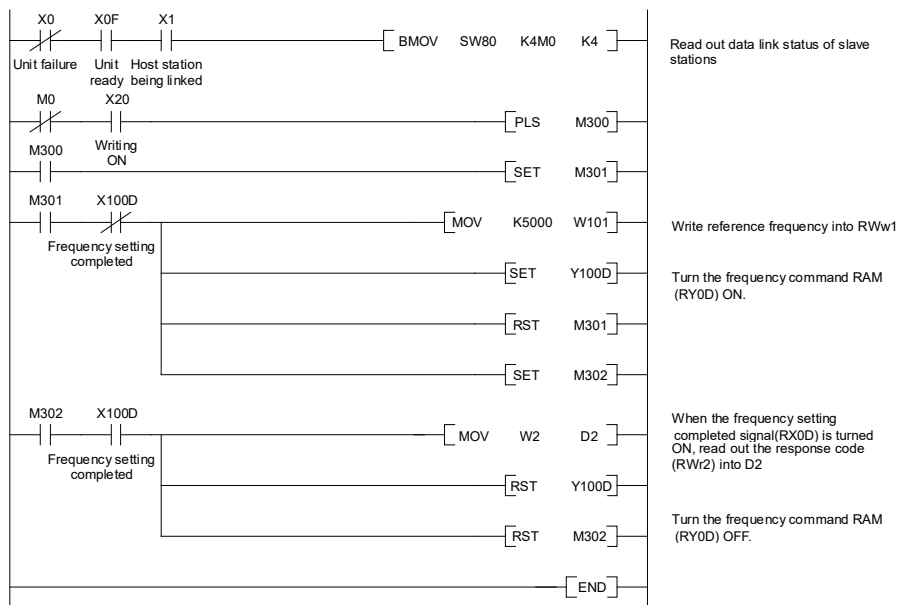 X0 X0F X1
BMOV SW80 K4M0 K4
Read out data link status of slave
stations
Unit failure Unit Host station
ready being linked
M0 X20
PLS M300
Writing
ON
M300
SET M301
M301 X100D
MOV K5000 W101
Write reference frequency into RWw1
Frequency setting
completed
SET Y100D
Turn the frequency command RAM
(RY0D) ON.
RST M301
SET M302
M302 X100D
MOV W2 D2
When the frequency setting
completed signal(RX0D) is turned
ON, read out the response code
(RWr2) into D2
Frequency setting
completed
RST Y100D
RST M302
Turn the frequency command RAM
(RY0D) OFF.
END